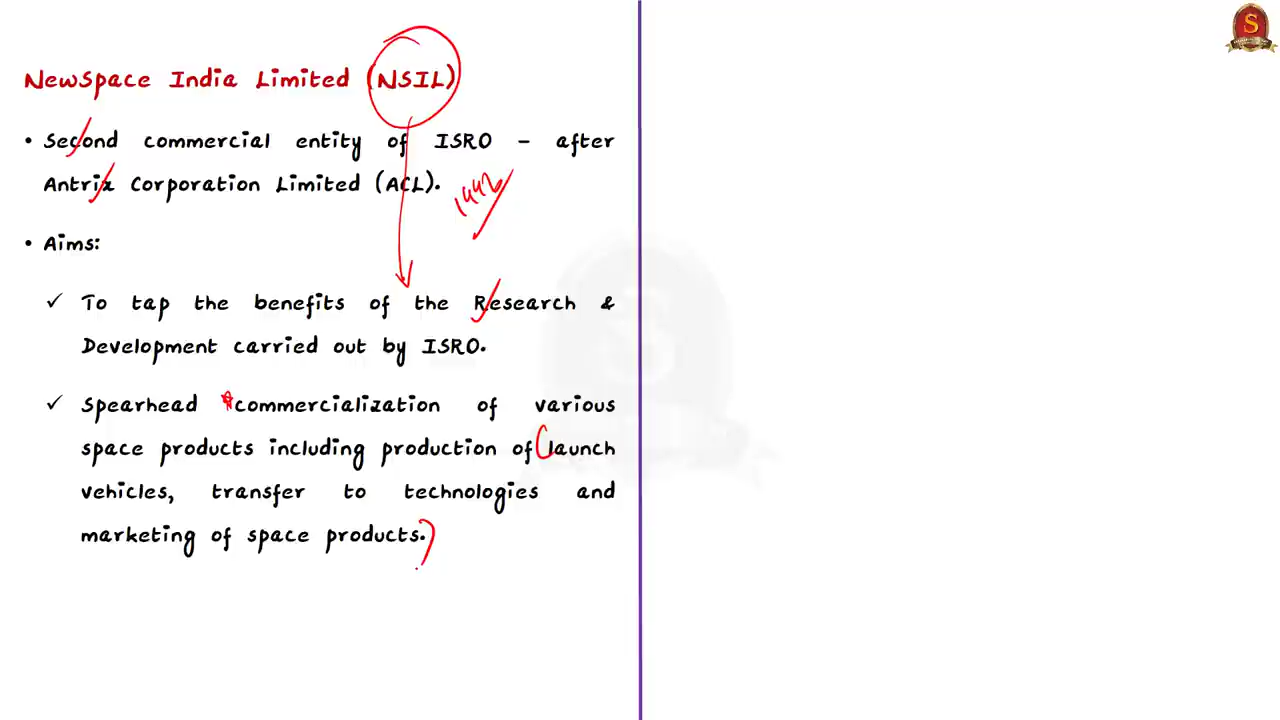 NewSpace India Limited (NSIL)
• Second commercial entity of ISRO – after
Antrix Corporation Limited (ACL).
1992
• Aims:
✓ To tap the benefits of the Research &
Development carried out by ISRO.
✓ Spearhead commercialization of various
space products including production of launch
vehicles, transfer to technologies and
marketing of space products.
S